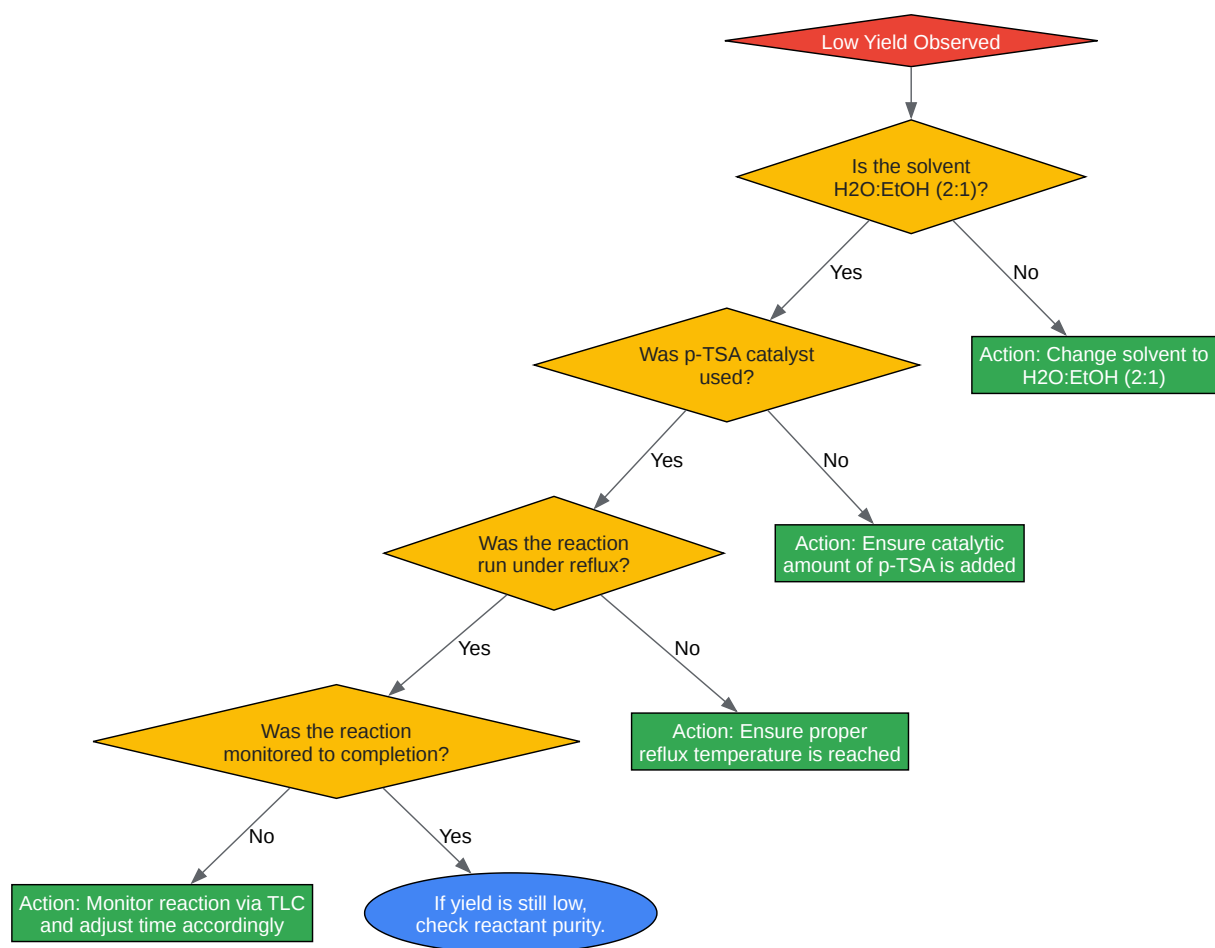 Low Yield Observed
Is the solvent
H2O:EtOH (2:1)?
Yes
No
Was p-TSA catalyst
used?
Action: Change solvent to
H2O:EtOH (2:1)
Yes
No
Was the reaction
run under reflux?
Action: Ensure catalytic
amount of p-TSA is added
Yes
No
Was the reaction
monitored to completion?
Action: Ensure proper
reflux temperature is reached
No
Yes
Action: Monitor reaction via TLC
and adjust time accordingly
If yield is still low,
check reactant purity.